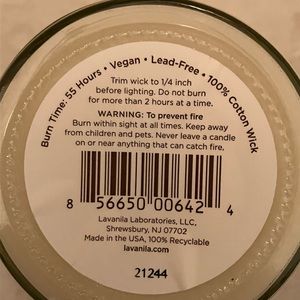 Burn Time: 55 Hours • Vegan • Lead-Free • 100% Cotton Wick
Trim wick to 1/4 inch
before lighting. Do not burn
for more than 2 hours at a time.
WARNING: To prevent fire
Burn within sight at all times. Keep away
from children and pets. Never leave a candle
on or near anything that can catch fire.
8 56650 00642 4
Lavanila Laboratories, LLC,
Shrewsbury, NJ 07702
Made in the USA, 100% Recyclable
lavanila.com
21244